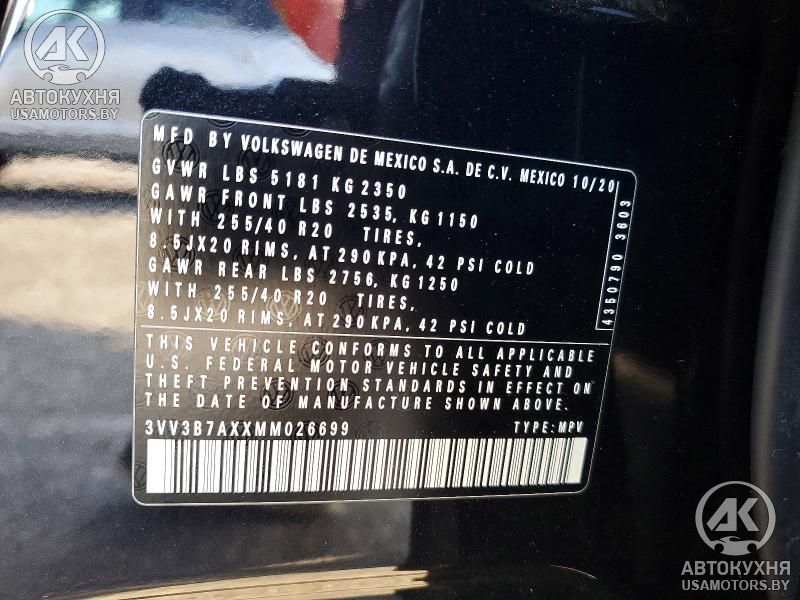 AK
АВТОКУХНЯ
USAMOTORS.BY
MFD BY VOLKSWAGEN DE MEXICO S.A. DE C.V. MEXICO 10/20
GVWR LBS 5181 KG 2350
GAWR FRONT LBS 2535, KG 1150
WITH 255/40 R20 TIRES,
8.5JX20 RIMS, AT 290 KPA, 42 PSI COLD
GAWR REAR LBS 2756, KG 1250
WITH 255/40 R20 TIRES,
8.5JX20 RIMS, AT 290 KPA, 42 PSI COLD
4350790 3603
THIS VEHICLE CONFORMS TO ALL APPLICABLE
U.S. FEDERAL MOTOR VEHICLE SAFETY AND
THEFT PREVENTION STANDARDS IN EFFECT ON
THE DATE OF MANUFACTURE SHOWN ABOVE.
3VV3B7AXXMM026699 TYPE: MPV
AK
АВТОКУХНЯ
USAMOTORS.BY